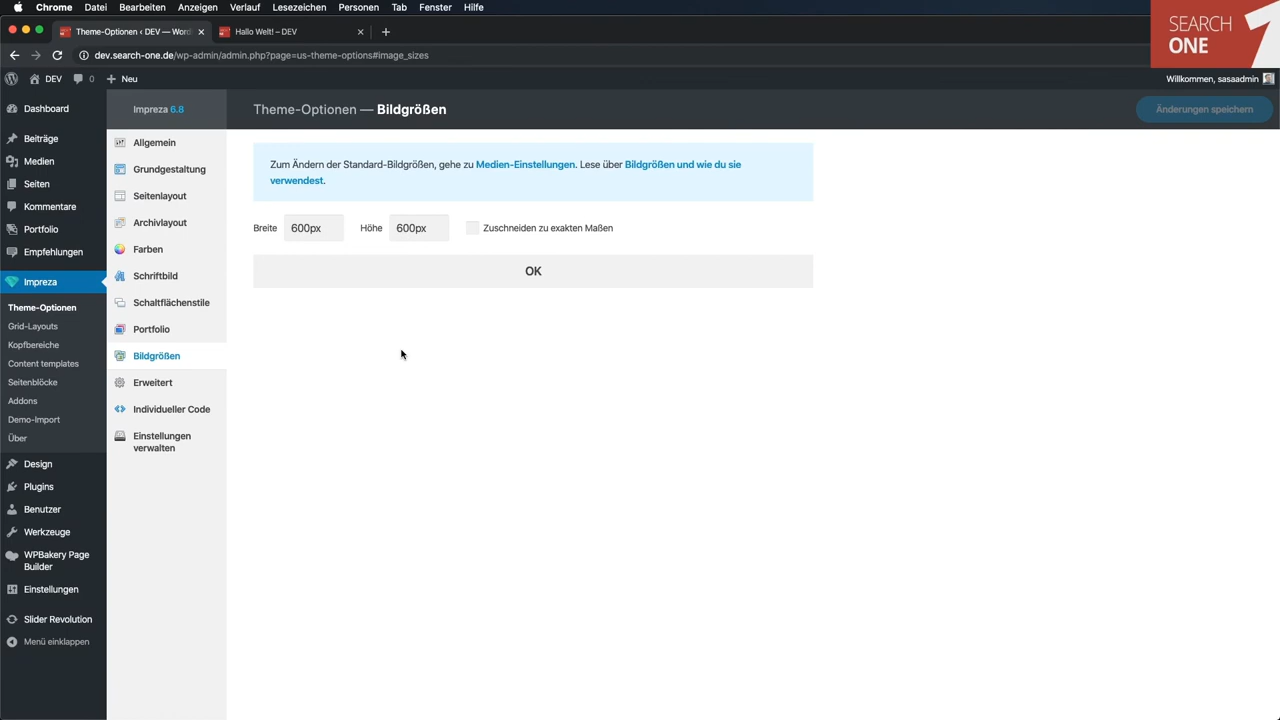 Chrome Datei Bearbeiten Anzeigen Verlauf Lesezeichen Personen Tab Fenster Hilfe
Theme-Optionen ‹ DEV — Word
Hallo Welt! – DEV
dev.search-one.de/wp-admin/admin.php?page=us-theme-options#image_sizes
SEARCH
ONE
DEV 0 Neu
Willkommen, sasaadmin
Dashboard
Beiträge
Medien
Seiten
Kommentare
Portfolio
Empfehlungen
Impreza
Theme-Optionen
Grid-Layouts
Kopfbereiche
Content templates
Seitenblöcke
Addons
Demo-Import
Über
Design
Plugins
Benutzer
Werkzeuge
WPBakery Page
Builder
Einstellungen
Slider Revolution
Menü einklappen
Impreza 6.8
Allgemein
Grundgestaltung
Seitenlayout
Archivlayout
Farben
Schriftbild
Schaltflächenstile
Portfolio
Bildgrößen
Erweitert
Individueller Code
Einstellungen
verwalten
Theme-Optionen — Bildgrößen
Änderungen speichern
Zum Ändern der Standard-Bildgrößen, gehe zu Medien-Einstellungen. Lese über Bildgrößen und wie du sie
verwendest.
Breite 600px Höhe 600px Zuschneiden zu exakten Maßen
OK